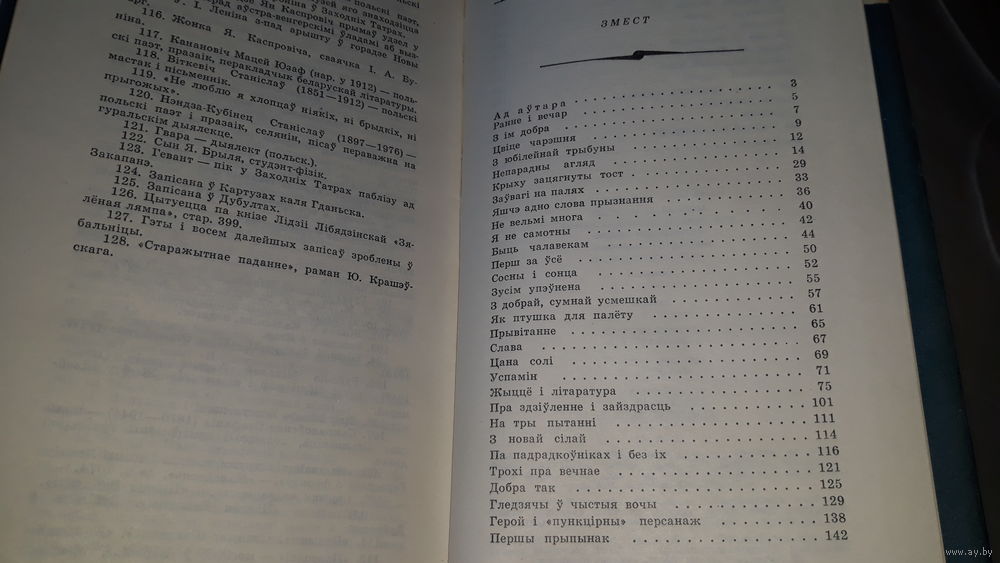 116. Жонка Я. Каспровіча, сваячка І. А. Бу-
ніна.
117. Канановіч Мацей Юзаф (нар. у 1912) — поль-
скі паэт, празаік, перакладчык беларускай літаратуры.
118. Віткевіч Станіслаў (1851—1912) — польскі
мастак і пісьменнік.
119. «Не люблю я хлопцаў ніякіх, ні брыдкіх, ні
прыгожых».
120. Нэндза-Кубінец Станіслаў (1897—1976) —
польскі паэт і празаік, селянін, пісаў пераважна на
гуральскім дыялекце.
121. Гвара — дыялект (польск.).
122. Сын Я. Брыля, студэнт-фізік.
123. Гевант — пік у Заходніх Татрах паблізу ад
Закапанэ.
124. Запісана ў Картузах каля Гданьска.
125. Запісана ў Дубултах.
126. Цытуецца па кнізе Лідзіі Лібядзінскай «Зя-
лёная лямпа», стар. 399.
127. Гэты і восем далейшых запісаў зроблены ў
бальніцы.
128. «Старажытнае паданне», раман Ю. Крашэў-
скага.
ЗМЕСТ
Ад аўтара 3
Ранне і вечар 5
З ім добра 7
Цвіце чарэшня 9
З юбілейнай трыбуны 12
Непарадны агляд 14
Крыху зацягнуты тост 29
Заўвагі на палях 33
Яшчэ адно слова прызнання 36
Не вельмі многа 40
Я не самотны 42
Быць чалавекам 44
Перш за ўсё 50
Сосны і сонца 52
Зусім упэўнена 55
З добрай, сумнай усмешкай 57
Як птушка для палёту 61
Прывітанне 65
Слава 67
Цана солі 69
Успамін 71
Жыццё і літаратура 75
Пра здзіўленне і зайздрасць 101
На тры пытанні 111
З новай сілай 114
Па падрадкоўніках і без іх 116
Трохі пра вечнае 121
Добра так 125
Гледзячы ў чыстыя вочы 129
Герой і «пункцірны» персанаж 138
Першы прыпынак 142
www.ay.by